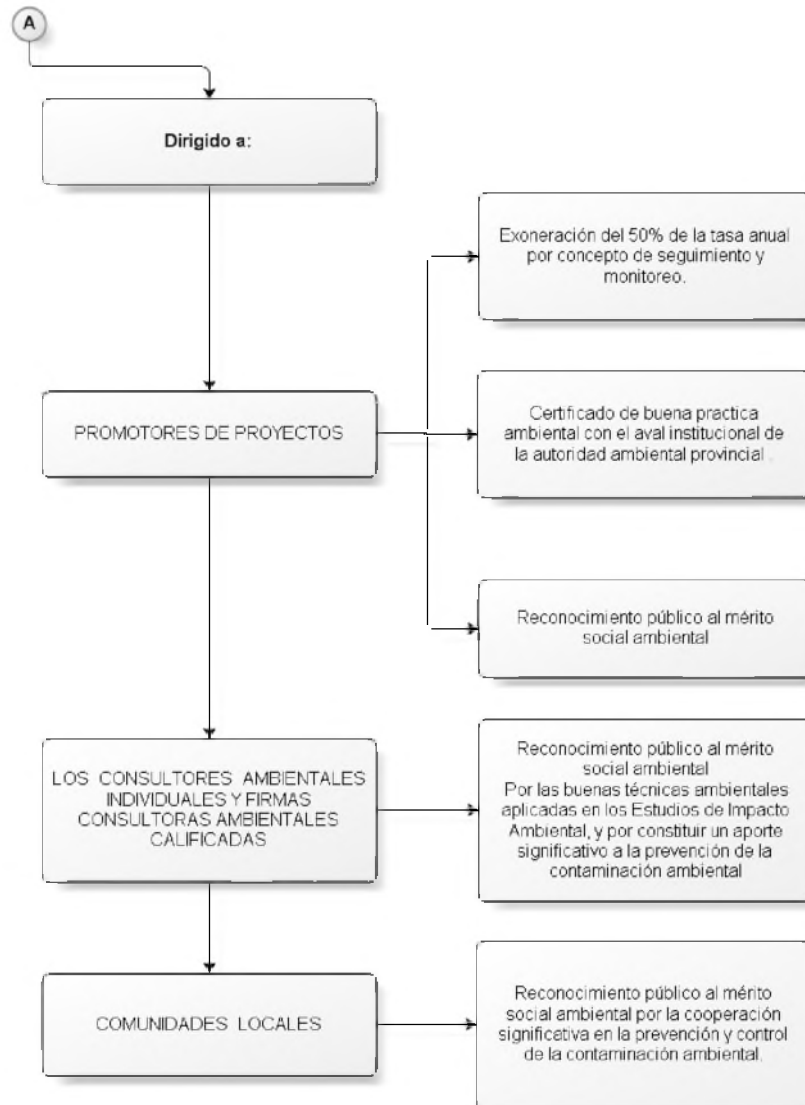 A
Dirigido a:
Exoneración del 50% de la tasa anual
por concepto de seguimiento y
monitoreo.
PROMOTORES DE PROYECTOS
Certificado de buena practica
ambiental con el aval institucional de
la autoridad ambiental provincial .
Reconocimiento público al mérito
social ambiental
LOS CONSULTORES AMBIENTALES
INDIVIDUALES Y FIRMAS
CONSULTORAS AMBIENTALES
CALIFICADAS
Reconocimiento público al mérito
social ambiental
Por las buenas técnicas ambientales
aplicadas en los Estudios de Impacto
Ambiental, y por constituir un aporte
significativo a la prevención de la
contaminación ambiental
COMUNIDADES LOCALES
Reconocimiento público al mérito
social ambiental por la cooperación
significativa en la prevención y control
de la contaminación ambiental.